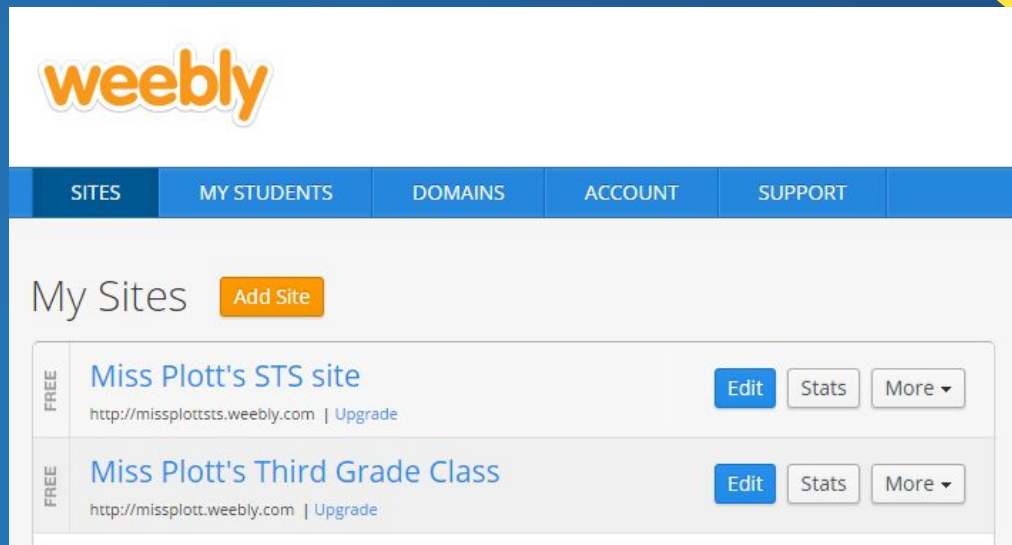 weebly
SITES MY STUDENTS DOMAINS ACCOUNT SUPPORT
My Sites Add Site
FREE
Miss Plott's STS site
http://missplottsts.weebly.com | Upgrade
Edit Stats More
FREE
Miss Plott's Third Grade Class
http://missplott.weebly.com | Upgrade
Edit Stats More